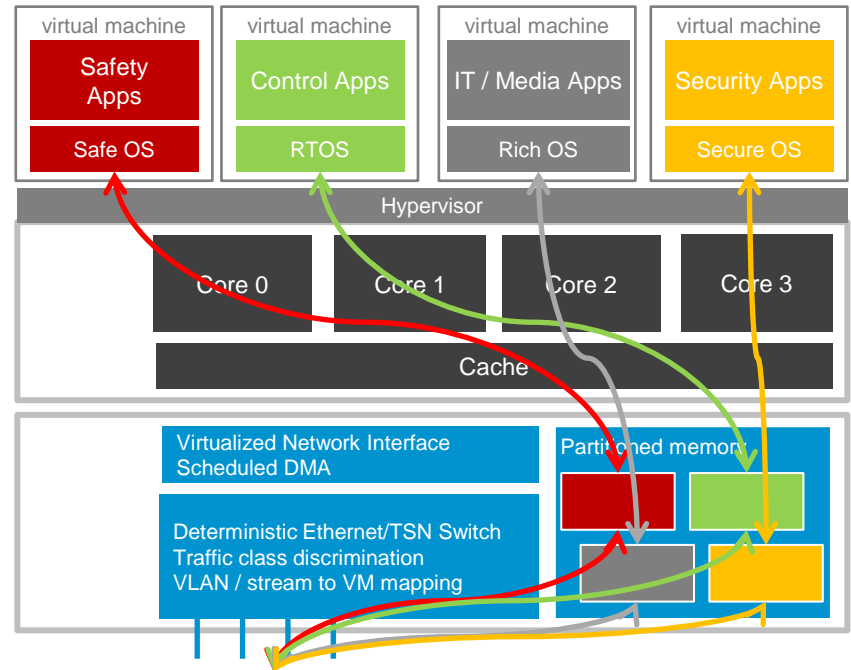 virtual machine
virtual machine
virtual machine
virtual machine
Safety
Apps
Control Apps
IT / Media Apps
Security Apps
Safe OS
RTOS
Rich OS
Secure OS
Hypervisor
Core 0
Core 1
Core 2
Core 3
Cache
Virtualized Network Interface
Scheduled DMA
Partitioned memory
Deterministic Ethernet/TSN Switch
Traffic class discrimination
VLAN / stream to VM mapping